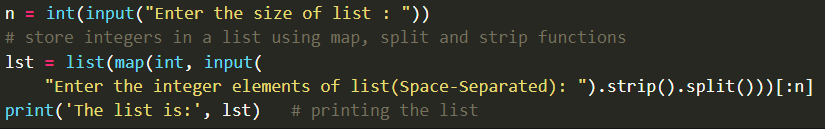 n = int(input("Enter the size of list : "))
# store integers in a list using map, split and strip functions
lst = list(map(int, input(
    "Enter the integer elements of list(Space-Separated): ").strip().split()))[:n]
print('The list is:', lst)   # printing the list